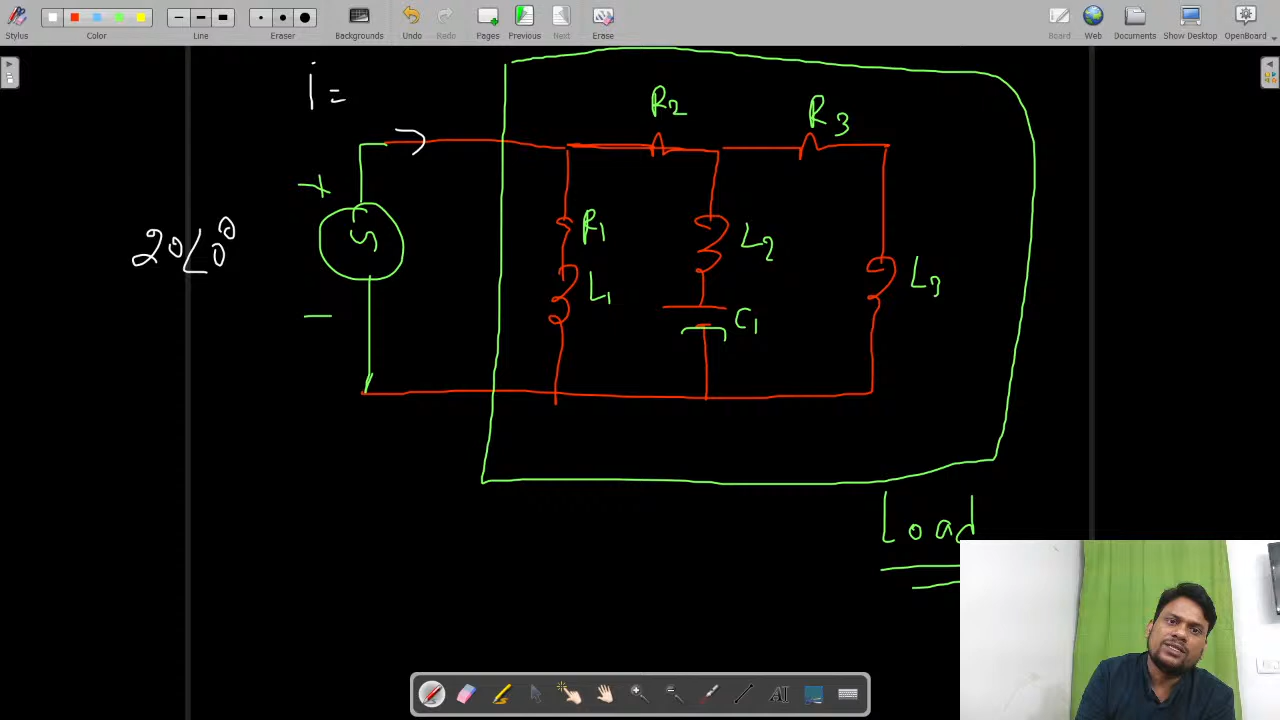 Stylus
Color
Line
Eraser
Backgrounds
Undo
Redo
Pages
Previous
Next
Erase
Board
Web
Documents
Show Desktop
OpenBoard
i =
R2
R3
+
20∠0°
R1
L2
L1
L3
C1
−
Load
AI